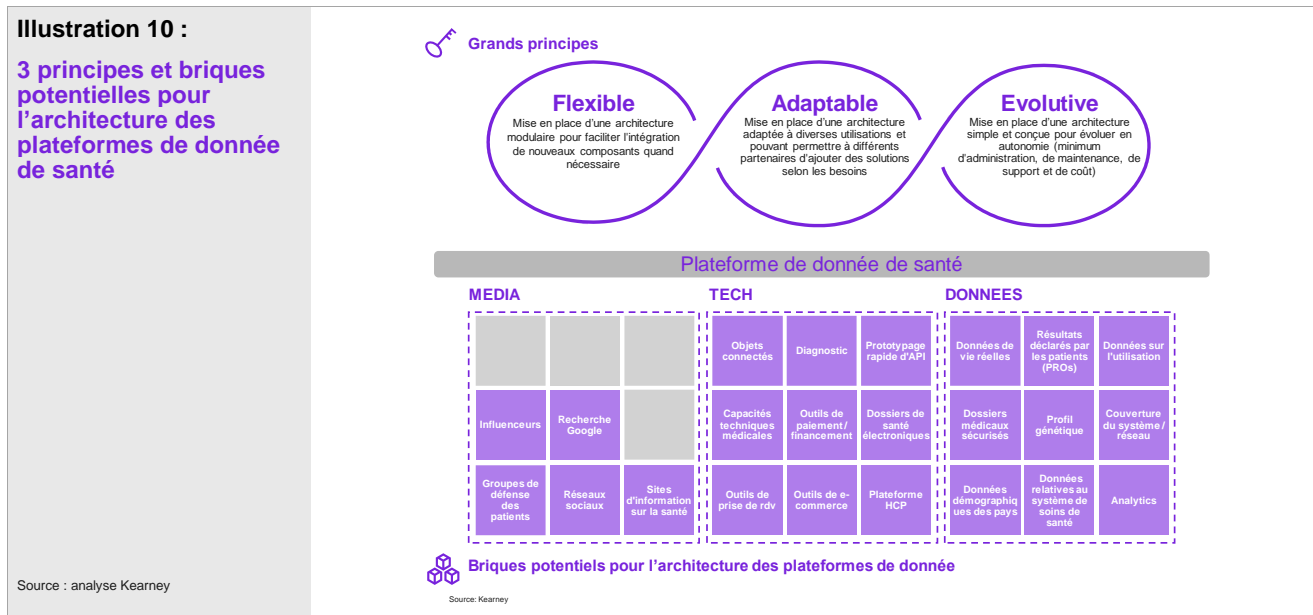 Illustration 10 :
3 principes et briques
potentielles pour
l'architecture des
plateformes de donnée
de santé
Source : analyse Kearney
Grands principes
Flexible
Mise en place d'une architecture
modulaire pour faciliter l'intégration
de nouveaux composants quand
nécessaire
Adaptable
Mise en place d'une architecture
adaptée à diverses utilisations et
pouvant permettre à différents
partenaires d'ajouter des solutions
selon les besoins
Evolutive
Mise en place d'une architecture
simple et conçue pour évoluer en
autonomie (minimum
d'administration, de maintenance, de
support et de coût)
Plateforme de donnée de santé
MEDIA
Influenceurs
Recherche
Google
Groupes de
défense
des
patients
Réseaux
sociaux
Sites
d'information
sur la santé
TECH
Objets
connectés
Diagnostic
Prototypage
rapide d'API
Capacités
techniques
médicales
Outils de
paiement /
financement
Dossiers de
santé
électroniques
Outils de
prise de rdv
Outils de e-
commerce
Plateforme
HCP
DONNEES
Données de
vie réelles
Résultats
déclarés par
les patients
(PROs)
Données sur
l'utilisation
Dossiers
médicaux
sécurisés
Profil
génétique
Couverture
du système /
réseau
Données
démographiq
ues des pays
Données
relatives au
système de
soins de
santé
Analytics
Briques potentiels pour l'architecture des plateformes de donnée
Source: Kearney